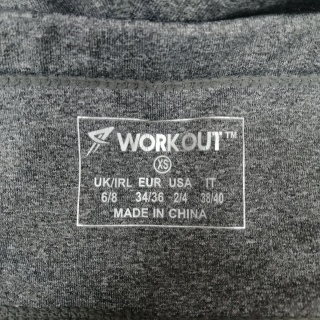 WORKOUT™
XS
UK/IRL EUR USA IT
6/8 34/36 2/4 38/40
MADE IN CHINA